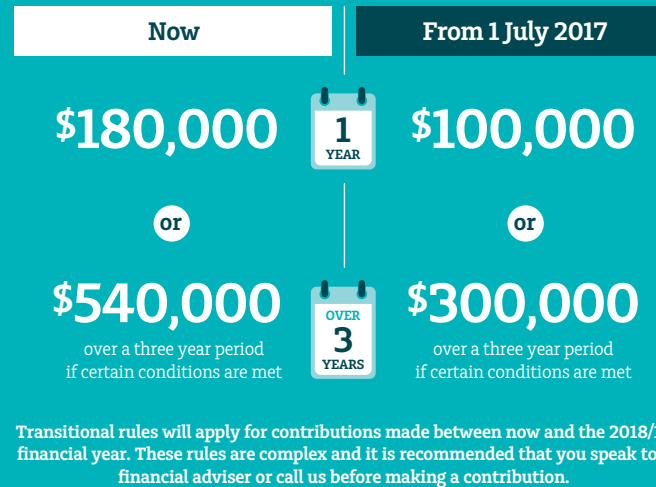 Now
From 1 July 2017
$180,000
1
YEAR
$100,000
or
or
$540,000
over a three year period
if certain conditions are met
OVER
3
YEARS
$300,000
over a three year period
if certain conditions are met
Transitional rules will apply for contributions made between now and the 2018/
financial year. These rules are complex and it is recommended that you speak to
financial adviser or call us before making a contribution.